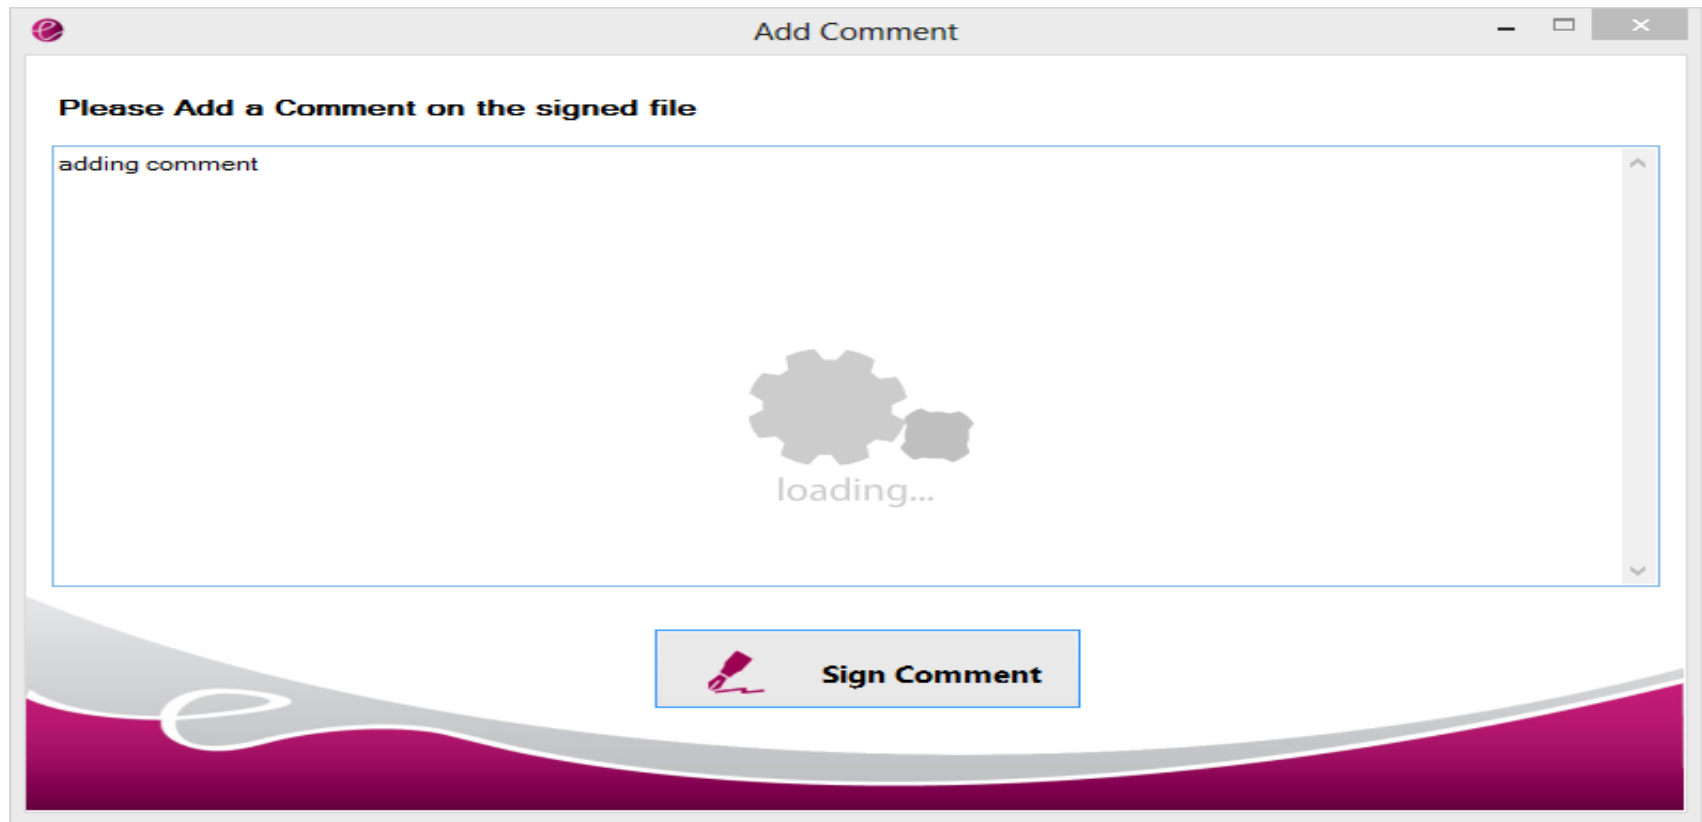 Add Comment
Please Add a Comment on the signed file
adding comment
loading...
Sign Comment